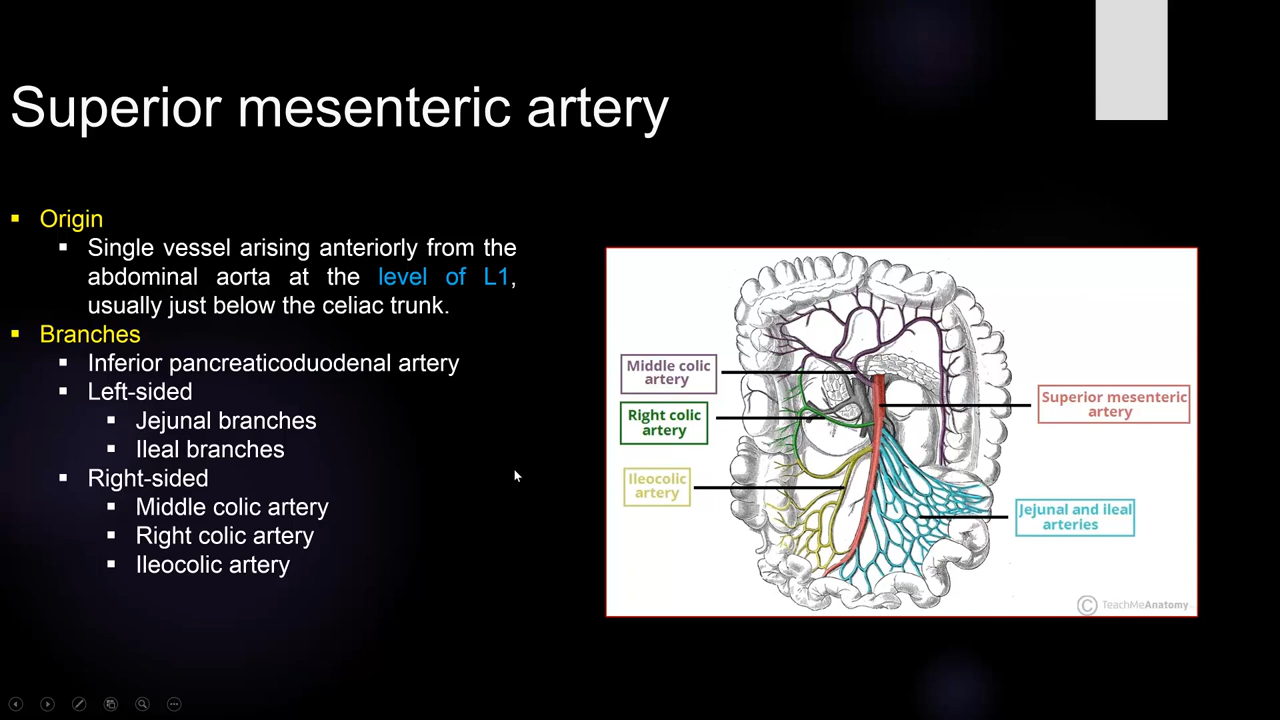 Superior mesenteric artery
Origin
Single vessel arising anteriorly from the
abdominal aorta at the level of L1,
usually just below the celiac trunk.
Branches
Inferior pancreaticoduodenal artery
Left-sided
Jejunal branches
Ileal branches
Right-sided
Middle colic artery
Right colic artery
Ileocolic artery
Middle colic
artery
Right colic
artery
Ileocolic
artery
Superior mesenteric
artery
Jejunal and ileal
arteries
© TeachMeAnatomy